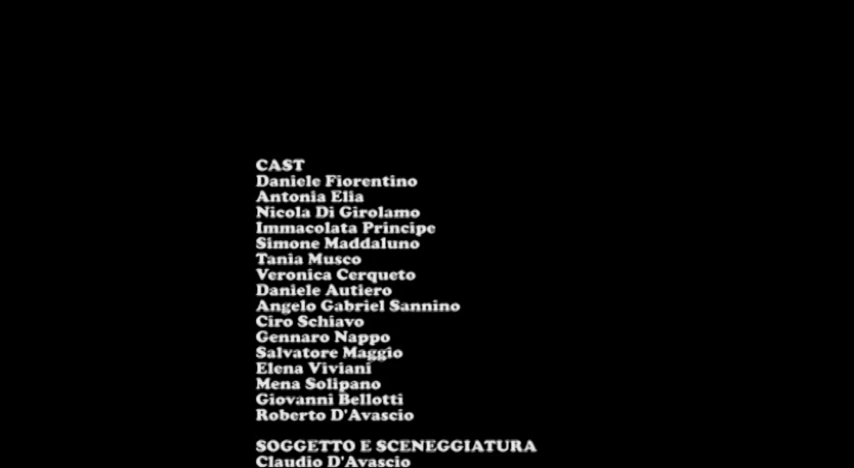 CAST
Daniele Fiorentino
Antonia Elia
Nicola Di Girolamo
Immacolata Principe
Simone Maddaluno
Tania Musco
Veronica Cerqueto
Daniele Autiero
Angelo Gabriel Sannino
Ciro Schiavo
Gennaro Nappo
Salvatore Maggio
Elena Viviani
Mena Solipano
Giovanni Bellotti
Roberto D'Avascio
SOGGETTO E SCENEGGIATURA
Claudio D'Avascio